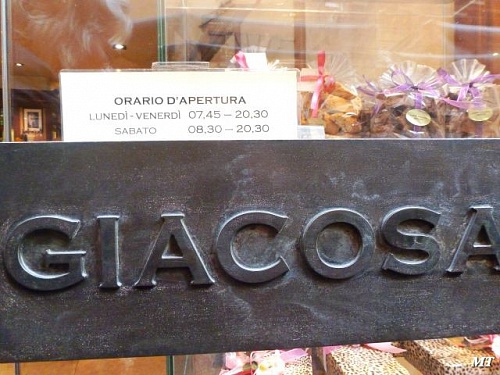 ORARIO D'APERTURA
LUNEDÌ - VENERDÌ 07,45 — 20,30
SABATO 08,30 — 20.30
GIACOSA
MT